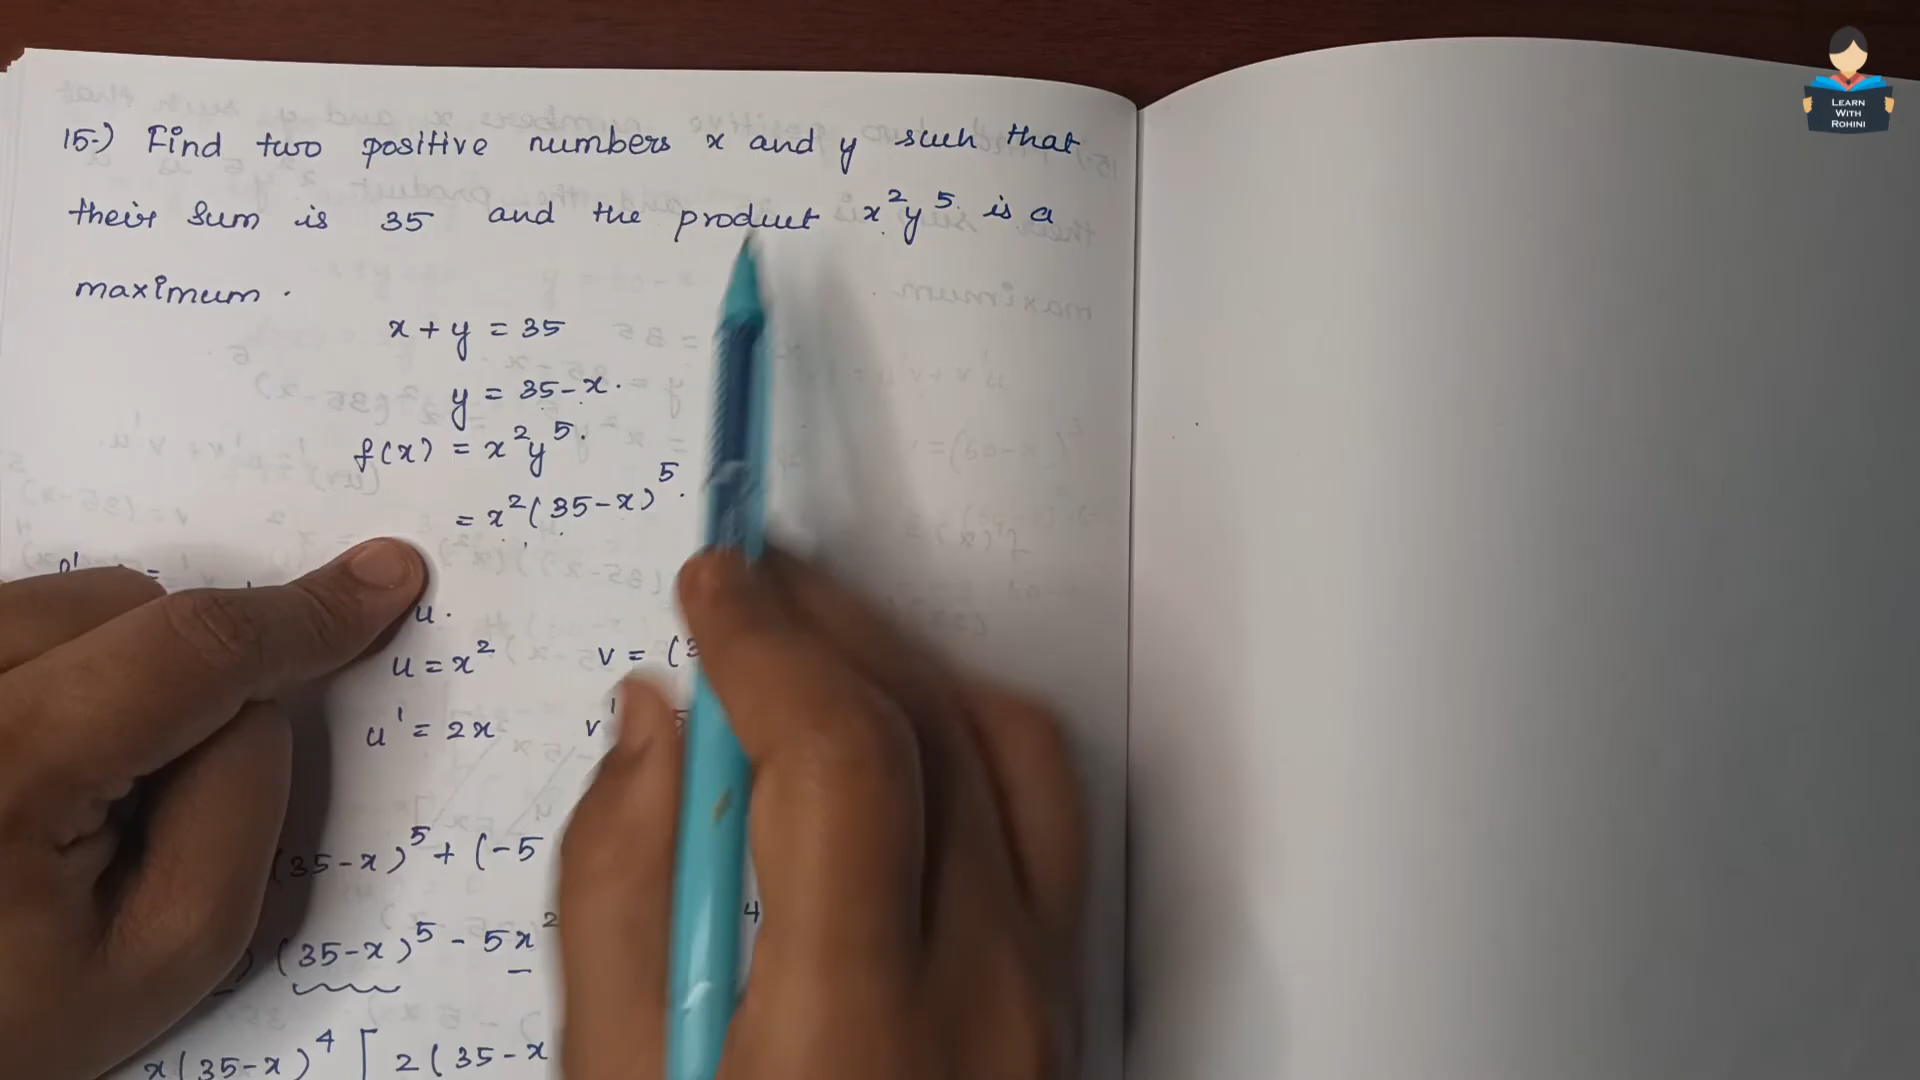 15.) Find two positive numbers x and y such that
their sum is 35 and the product x²y⁵ is a
maximum.
x + y = 35
y = 35 - x.
f(x) = x²y⁵.
= x²(35-x)⁵.
u.
u = x² v = (3
u' = 2x v'
(35-x)⁵ + (-5
(35-x)⁵ - 5x² 4
x(35-x)⁴ [ 2(35-x
LEARN
WITH
ROHINI